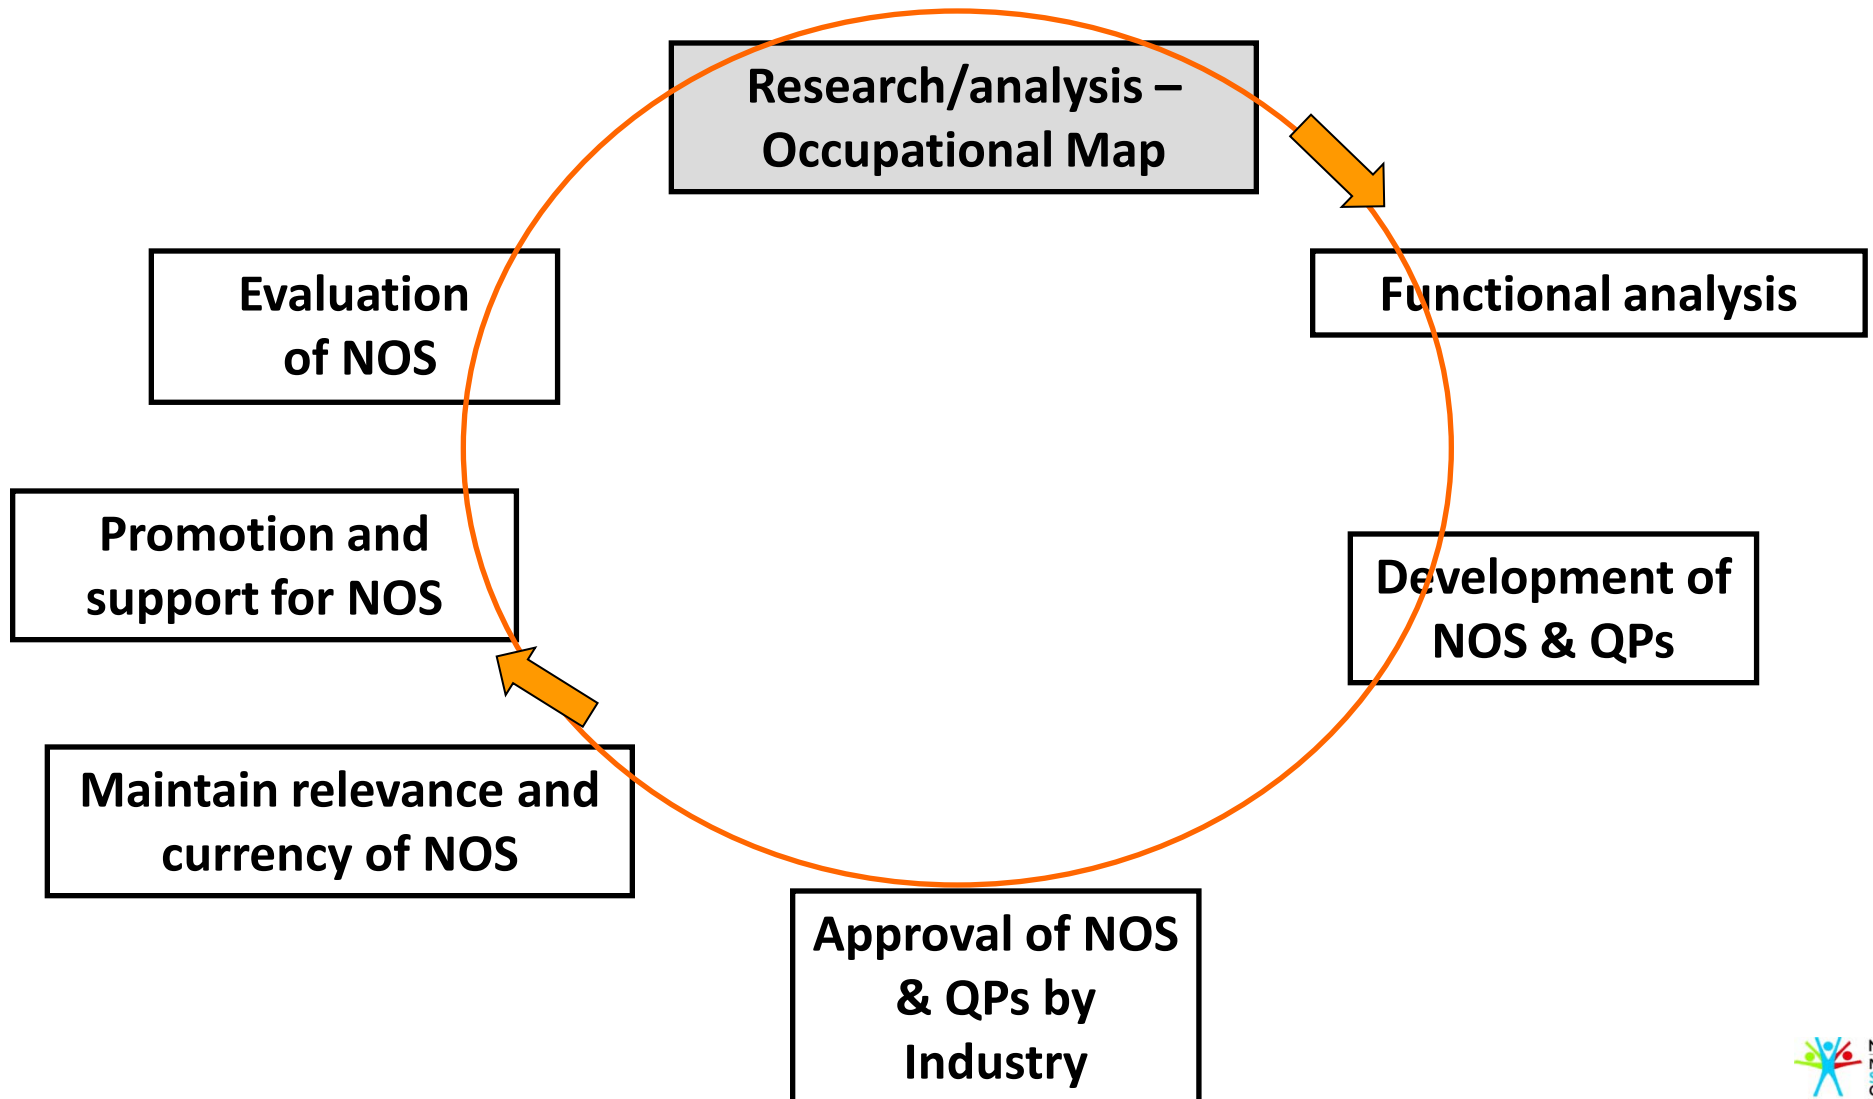 Research/analysis –
Occupational Map
Functional analysis
Development of
NOS & QPs
Approval of NOS
& QPs by
Industry
Maintain relevance and
currency of NOS
Promotion and
support for NOS
Evaluation
of NOS